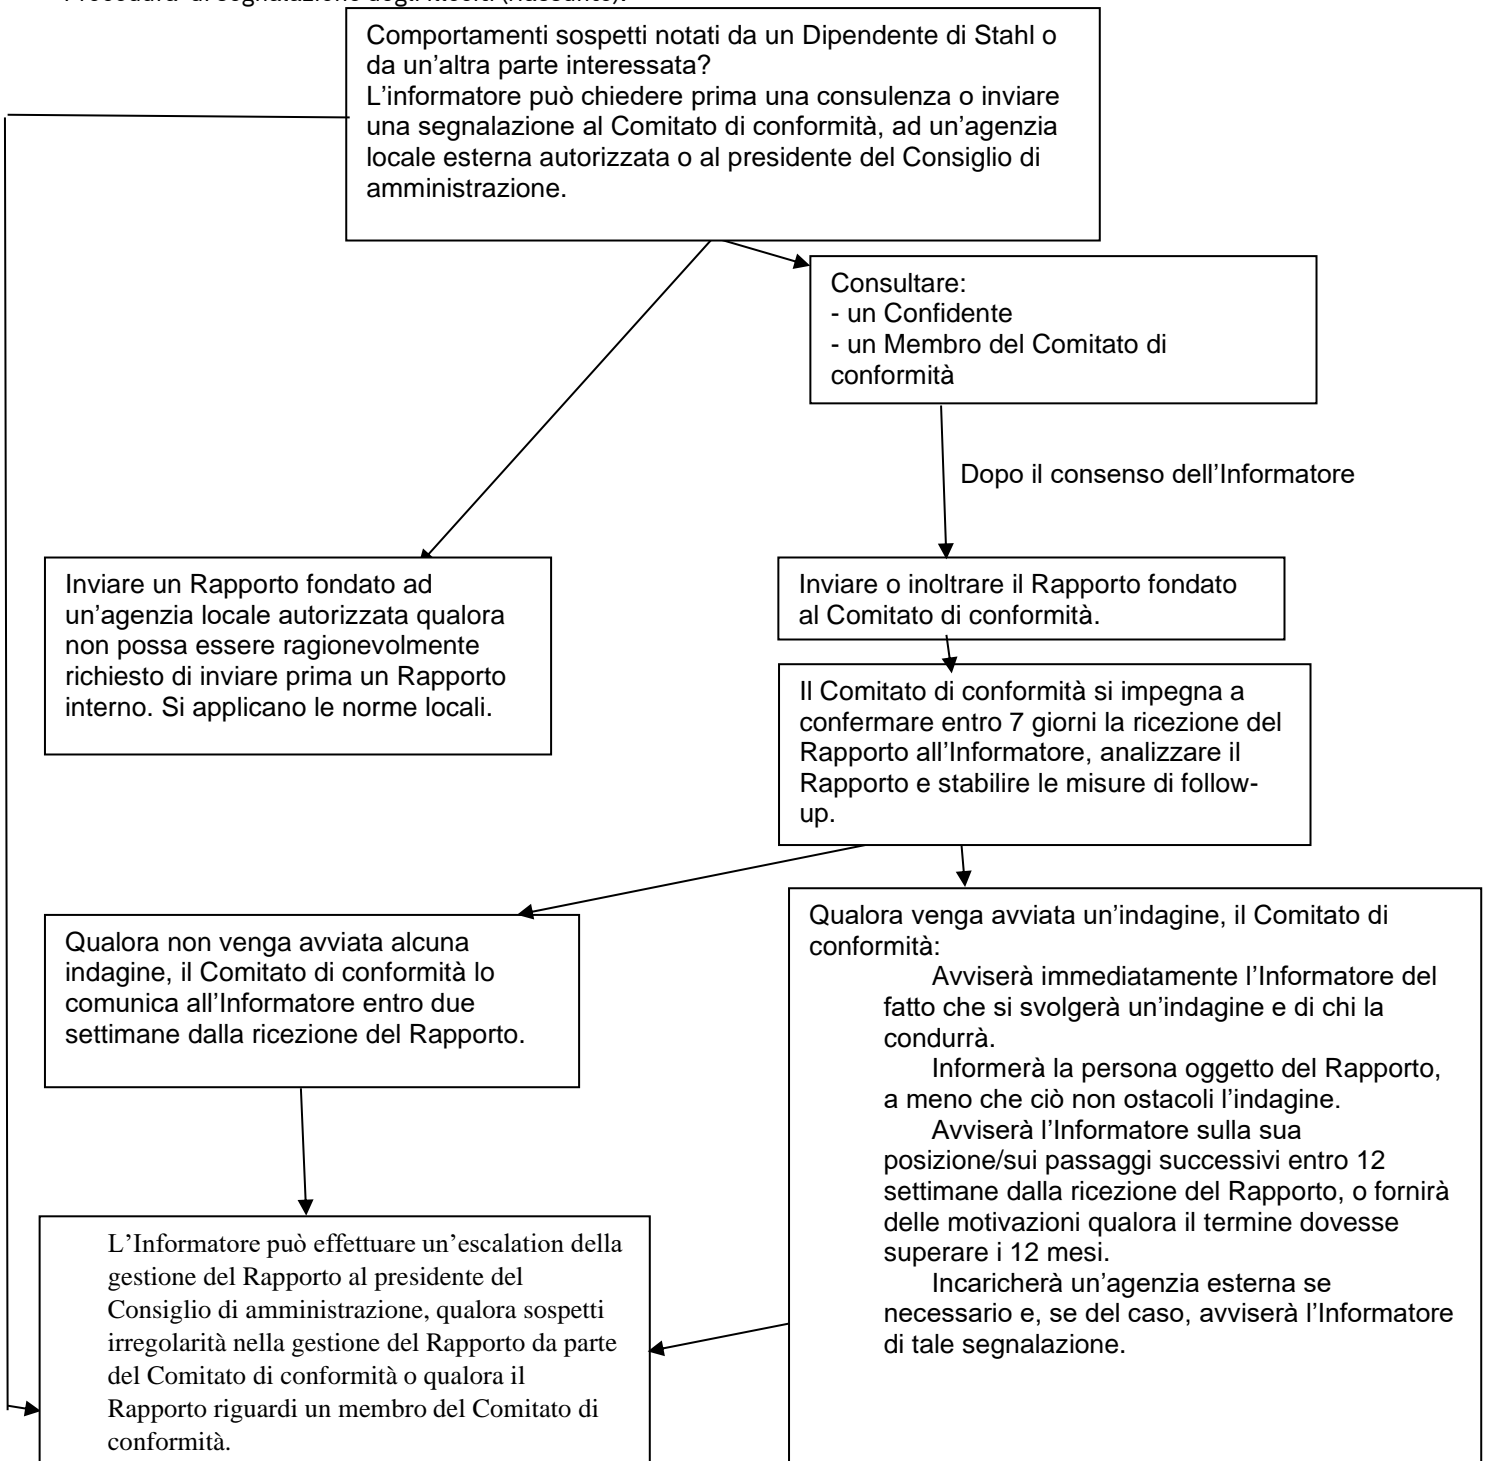 Comportamenti sospetti notati da un Dipendente di Stahl o
da un'altra parte interessata?
L'informatore può chiedere prima una consulenza o inviare
una segnalazione al Comitato di conformità, ad un'agenzia
locale esterna autorizzata o al presidente del Consiglio di
amministrazione.
Consultare:
- un Confidente
- un Membro del Comitato di
conformità
Dopo il consenso dell'Informatore
Inviare un Rapporto fondato ad
un'agenzia locale autorizzata qualora
non possa essere ragionevolmente
richiesto di inviare prima un Rapporto
interno. Si applicano le norme locali.
Inviare o inoltrare il Rapporto fondato
al Comitato di conformità.
Il Comitato di conformità si impegna a
confermare entro 7 giorni la ricezione del
Rapporto all'Informatore, analizzare il
Rapporto e stabilire le misure di follow-
up.
Qualora non venga avviata alcuna
indagine, il Comitato di conformità lo
comunica all'Informatore entro due
settimane dalla ricezione del Rapporto.
Qualora venga avviata un'indagine, il Comitato di
conformità:
Avviserà immediatamente l'Informatore del
fatto che si svolgerà un'indagine e di chi la
condurrà.
Informerà la persona oggetto del Rapporto,
a meno che ciò non ostacoli l'indagine.
Avviserà l'Informatore sulla sua
posizione/sui passaggi successivi entro 12
settimane dalla ricezione del Rapporto, o fornirà
delle motivazioni qualora il termine dovesse
superare i 12 mesi.
Incaricherà un'agenzia esterna se
necessario e, se del caso, avviserà l'Informatore
di tale segnalazione.
L'Informatore può effettuare un'escalation della
gestione del Rapporto al presidente del
Consiglio di amministrazione, qualora sospetti
irregolarità nella gestione del Rapporto da parte
del Comitato di conformità o qualora il
Rapporto riguardi un membro del Comitato di
conformità.